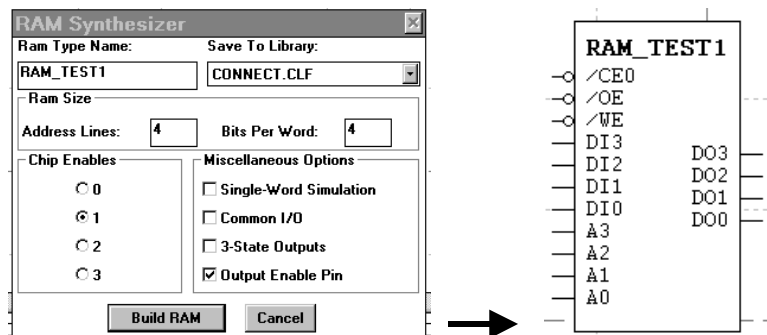 RAM Synthesizer
Ram Type Name: Save To Library:
RAM_TEST1 CONNECT.CLF
Ram Size
Address Lines: 4 Bits Per Word: 4
Chip Enables
0
1
2
3
Miscellaneous Options
Single-Word Simulation
Common I/O
3-State Outputs
Output Enable Pin
Build RAM Cancel
RAM_TEST1
/CE0
/OE
/WE
DI3
DI2
DI1
DI0
A3
A2
A1
A0
DO3
DO2
DO1
DO0